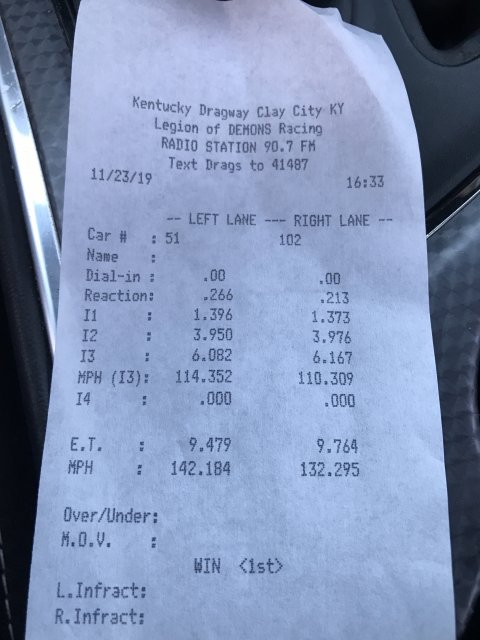 Kentucky Dragway Clay City KY
Legion of DEMONS Racing
RADIO STATION 90.7 FM
Text Drags to 41487
11/23/19 16:33
-- LEFT LANE --- RIGHT LANE --
Car # : 51 102
Name :
Dial-in : .00 .00
Reaction: .266 .213
I1 : 1.396 1.373
I2 : 3.950 3.976
I3 : 6.082 6.167
MPH (I3): 114.352 110.309
I4 : .000 .000
E.T. : 9.479 9.764
MPH : 142.184 132.295
Over/Under:
M.O.V. :
WIN <1st>
L.Infract:
R.Infract: